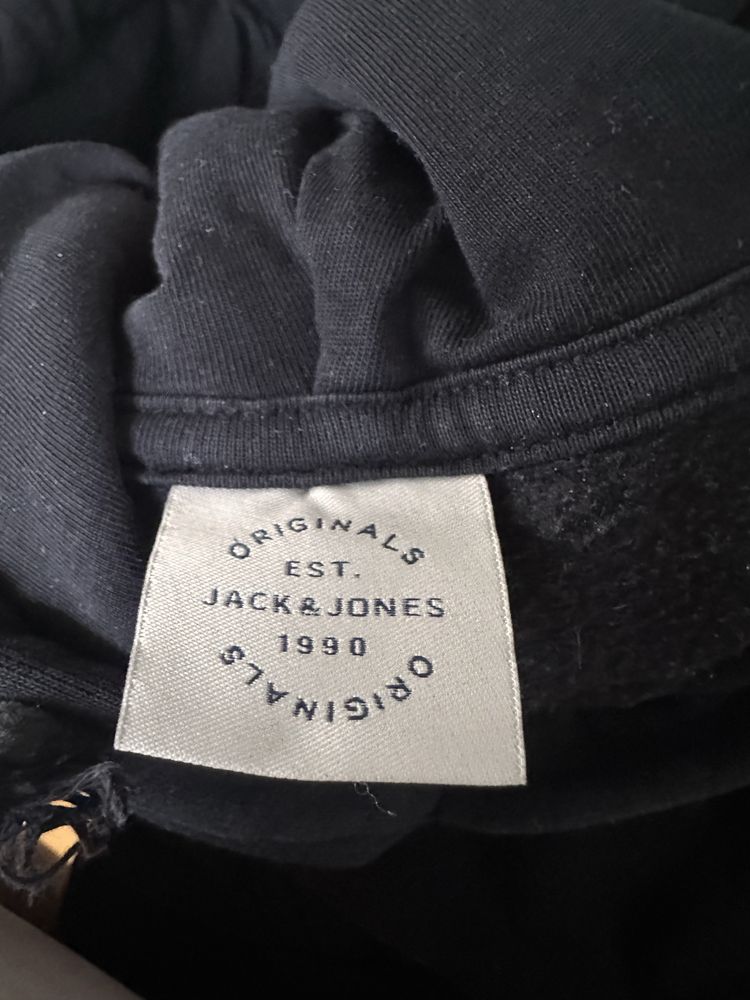 ORIGINALS
EST.
JACK&JONES
1990
ORIGINALS